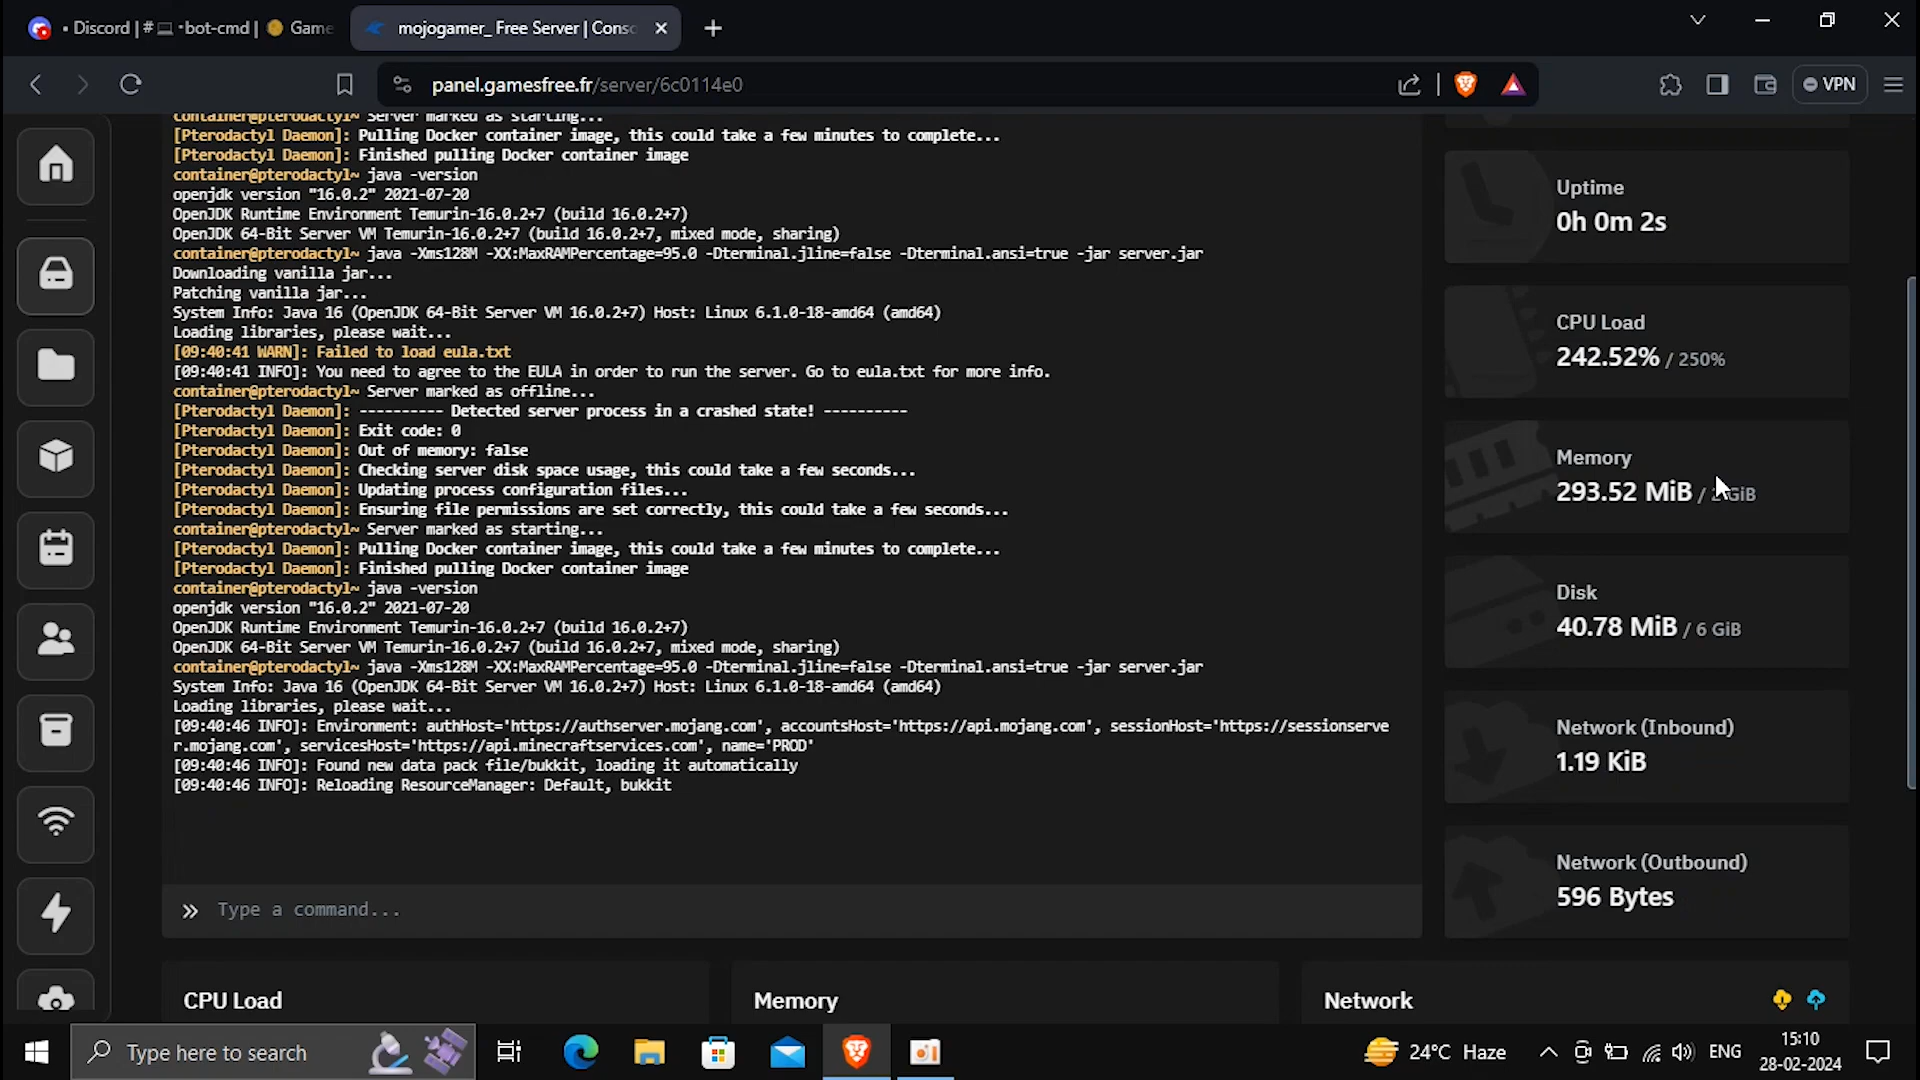 • Discord | # 💻・bot-cmd | 🪙 Game
mojogamer_ Free Server | Conso
panel.gamesfree.fr/server/6c0114e0
VPN
container@pterodactyl~ Server marked as starting...
[Pterodactyl Daemon]: Pulling Docker container image, this could take a few minutes to complete...
[Pterodactyl Daemon]: Finished pulling Docker container image
container@pterodactyl~ java -version
openjdk version "16.0.2" 2021-07-20
OpenJDK Runtime Environment Temurin-16.0.2+7 (build 16.0.2+7)
OpenJDK 64-Bit Server VM Temurin-16.0.2+7 (build 16.0.2+7, mixed mode, sharing)
container@pterodactyl~ java -Xms128M -XX:MaxRAMPercentage=95.0 -Dterminal.jline=false -Dterminal.ansi=true -jar server.jar
Downloading vanilla jar...
Patching vanilla jar...
System Info: Java 16 (OpenJDK 64-Bit Server VM 16.0.2+7) Host: Linux 6.1.0-18-amd64 (amd64)
Loading libraries, please wait...
[09:40:41 WARN]: Failed to load eula.txt
[09:40:41 INFO]: You need to agree to the EULA in order to run the server. Go to eula.txt for more info.
container@pterodactyl~ Server marked as offline...
[Pterodactyl Daemon]: ---------- Detected server process in a crashed state! ----------
[Pterodactyl Daemon]: Exit code: 0
[Pterodactyl Daemon]: Out of memory: false
[Pterodactyl Daemon]: Checking server disk space usage, this could take a few seconds...
[Pterodactyl Daemon]: Updating process configuration files...
[Pterodactyl Daemon]: Ensuring file permissions are set correctly, this could take a few seconds...
container@pterodactyl~ Server marked as starting...
[Pterodactyl Daemon]: Pulling Docker container image, this could take a few minutes to complete...
[Pterodactyl Daemon]: Finished pulling Docker container image
container@pterodactyl~ java -version
openjdk version "16.0.2" 2021-07-20
OpenJDK Runtime Environment Temurin-16.0.2+7 (build 16.0.2+7)
OpenJDK 64-Bit Server VM Temurin-16.0.2+7 (build 16.0.2+7, mixed mode, sharing)
container@pterodactyl~ java -Xms128M -XX:MaxRAMPercentage=95.0 -Dterminal.jline=false -Dterminal.ansi=true -jar server.jar
System Info: Java 16 (OpenJDK 64-Bit Server VM 16.0.2+7) Host: Linux 6.1.0-18-amd64 (amd64)
Loading libraries, please wait...
[09:40:46 INFO]: Environment: authHost='https://authserver.mojang.com', accountsHost='https://api.mojang.com', sessionHost='https://sessionserve
r.mojang.com', servicesHost='https://api.minecraftservices.com', name='PROD'
[09:40:46 INFO]: Found new data pack file/bukkit, loading it automatically
[09:40:46 INFO]: Reloading ResourceManager: Default, bukkit
Type a command...
Uptime
0h 0m 2s
CPU Load
242.52% / 250%
Memory
293.52 MiB / GiB
Disk
40.78 MiB / 6 GiB
Network (Inbound)
1.19 KiB
Network (Outbound)
596 Bytes
CPU Load
Memory
Network
Type here to search
24°C Haze
ENG
15:10
28-02-2024